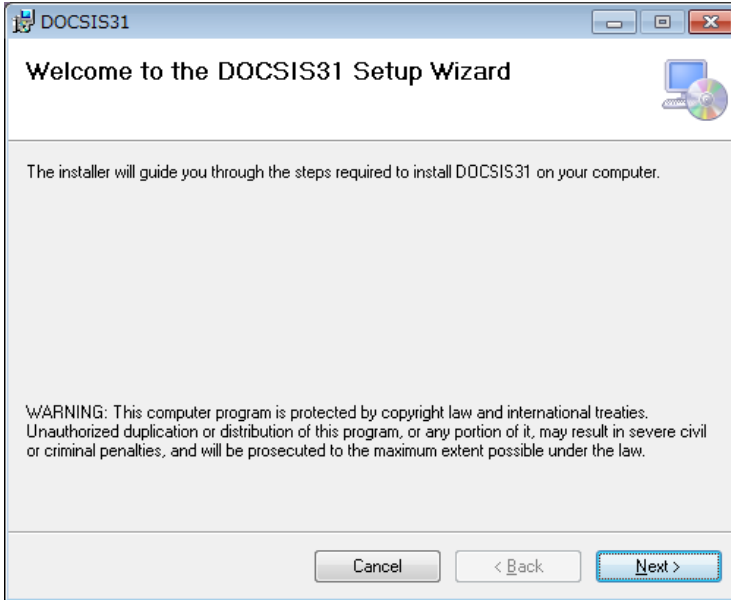 DOCSIS31
Welcome to the DOCSIS31 Setup Wizard
The installer will guide you through the steps required to install DOCSIS31 on your computer.
WARNING: This computer program is protected by copyright law and international treaties.
Unauthorized duplication or distribution of this program, or any portion of it, may result in severe civil
or criminal penalties, and will be prosecuted to the maximum extent possible under the law.
Cancel
< Back
Next >